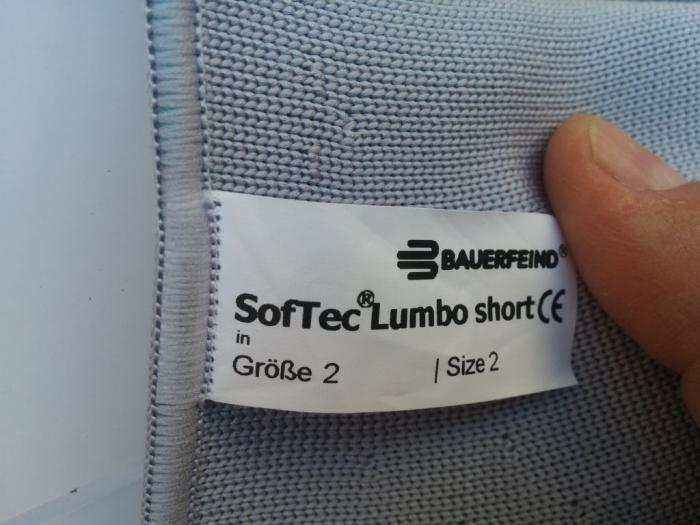 BAUERFEIND®
SofTec® Lumbo short CE
in
Größe 2 | Size 2